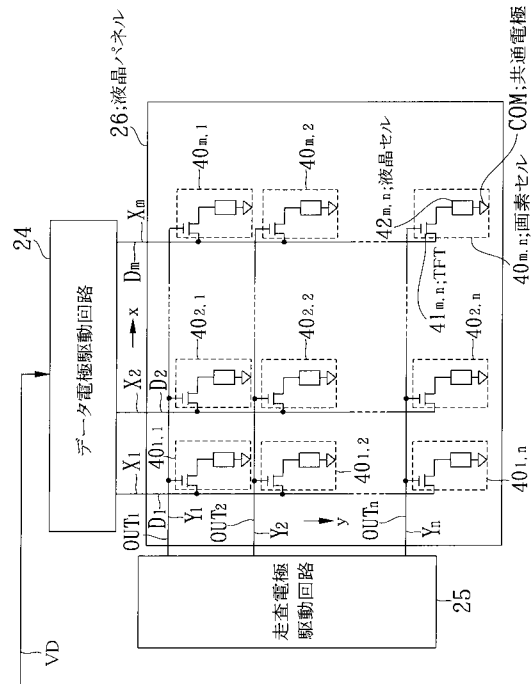 VD
24
データ電極駆動回路
26;液晶パネル
X1
X2
→ x
Xm
D1
D2
Dm
OUT1
Y1
401,1
402,1
40m,1
OUT2
Y2
401,2
402,2
40m,2
y
OUTn
Yn
401,n
402,n
42m,n;液晶セル
41m,n;TFT
COM;共通電極
40m,n;画素セル
走査電極
駆動回路
25